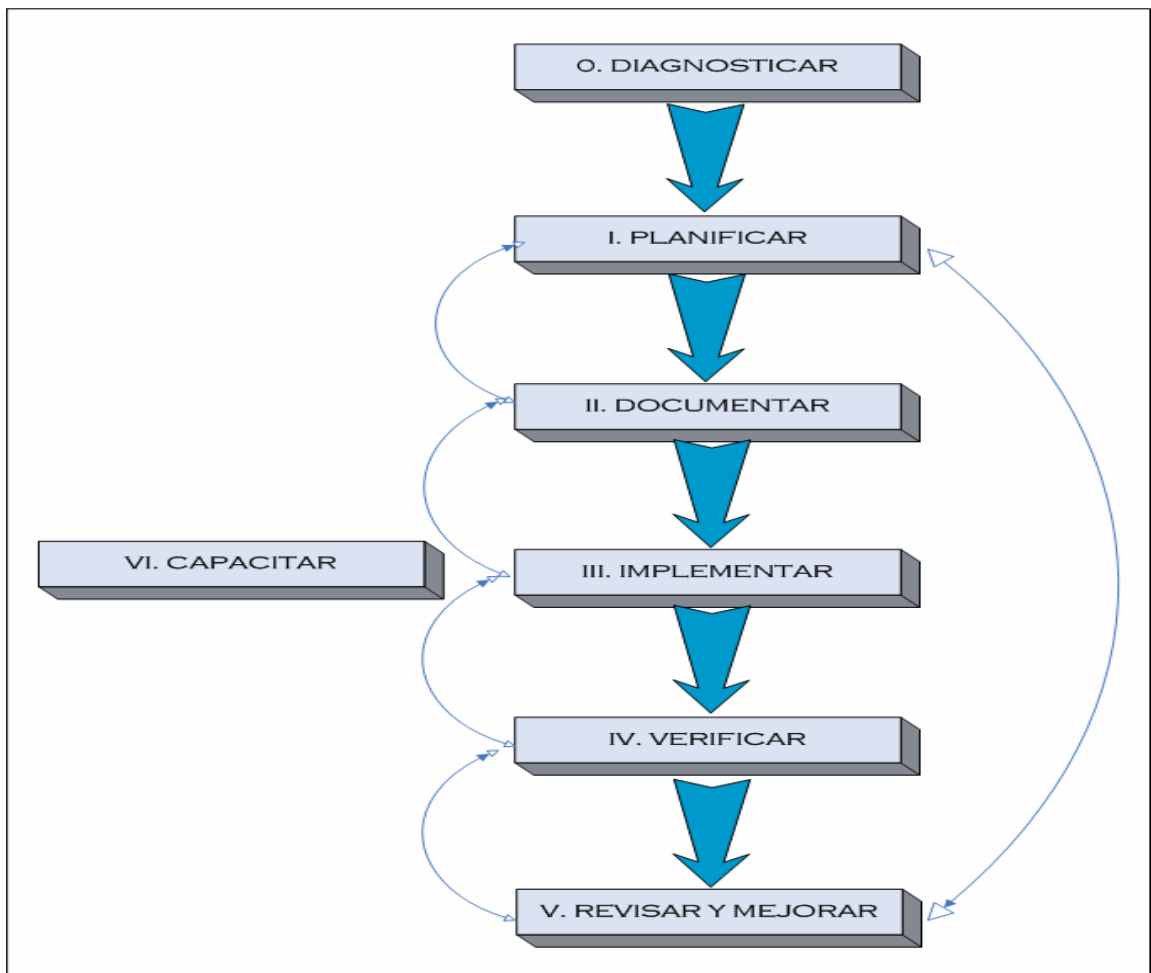 0. DIAGNOSTICAR
I. PLANIFICAR
II. DOCUMENTAR
VI. CAPACITAR
III. IMPLEMENTAR
IV. VERIFICAR
V. REVISAR Y MEJORAR